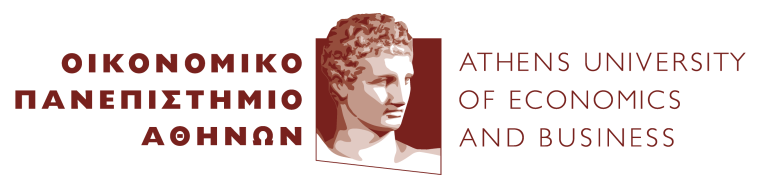 ΟΙΚΟΝΟΜΙΚΟ
ΠΑΝΕΠΙΣΤΗΜΙΟ
ΑΘΗΝΩΝ
ATHENS UNIVERSITY
OF ECONOMICS
AND BUSINESS